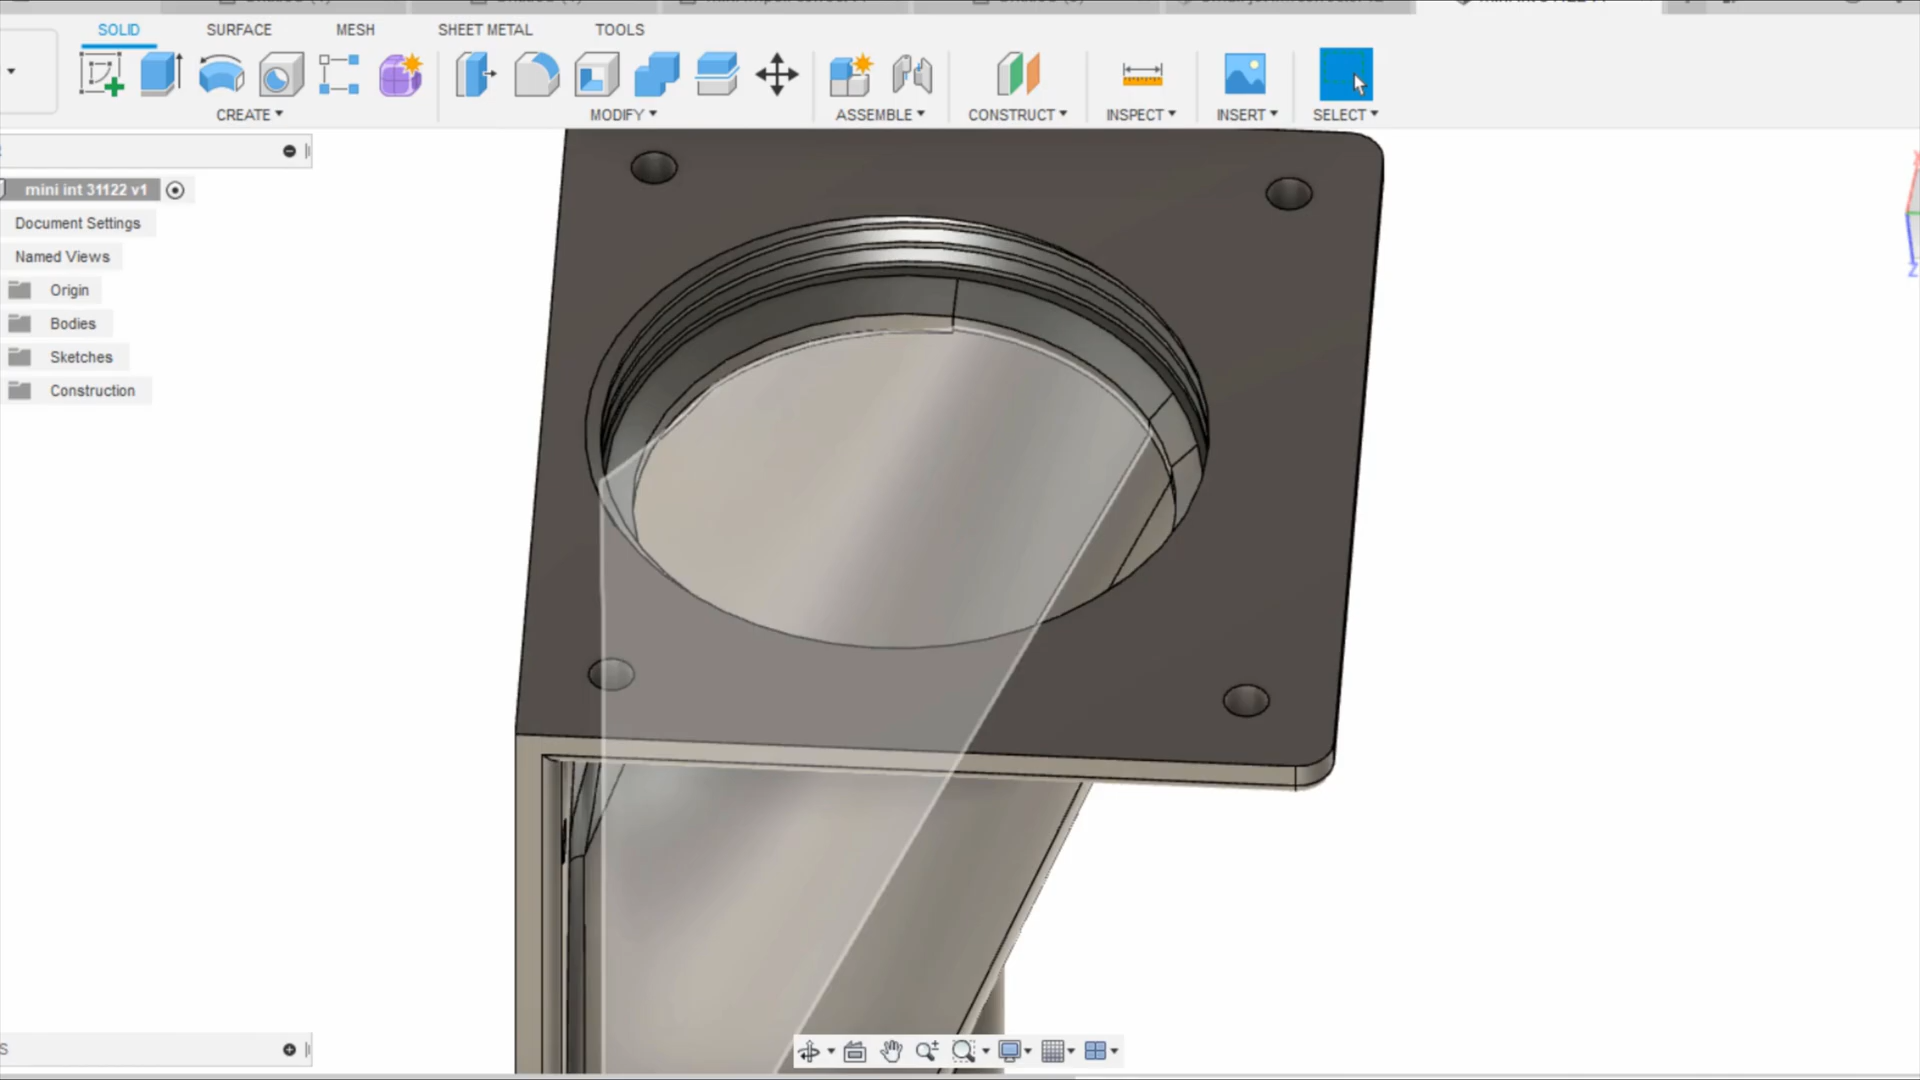 SOLID SURFACE MESH SHEET METAL TOOLS
CREATE MODIFY ASSEMBLE CONSTRUCT INSPECT INSERT SELECT
mini int 31122 v1
Document Settings
Named Views
Origin
Bodies
Sketches
Construction
Z
S